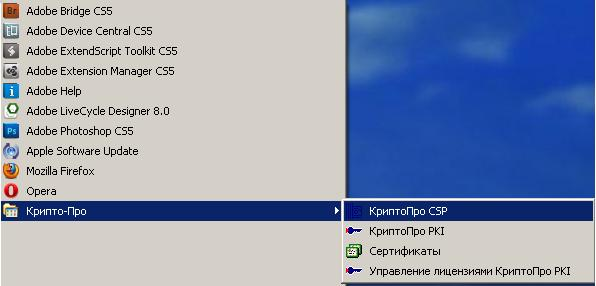 Adobe Bridge CS5
Adobe Device Central CS5
Adobe ExtendScript Toolkit CS5
Adobe Extension Manager CS5
Adobe Help
Adobe LiveCycle Designer 8.0
Adobe Photoshop CS5
Apple Software Update
Mozilla Firefox
Opera
Крипто-Про
КриптоПро CSP
КриптоПро PKI
Сертификаты
Управление лицензиями КриптоПро PKI